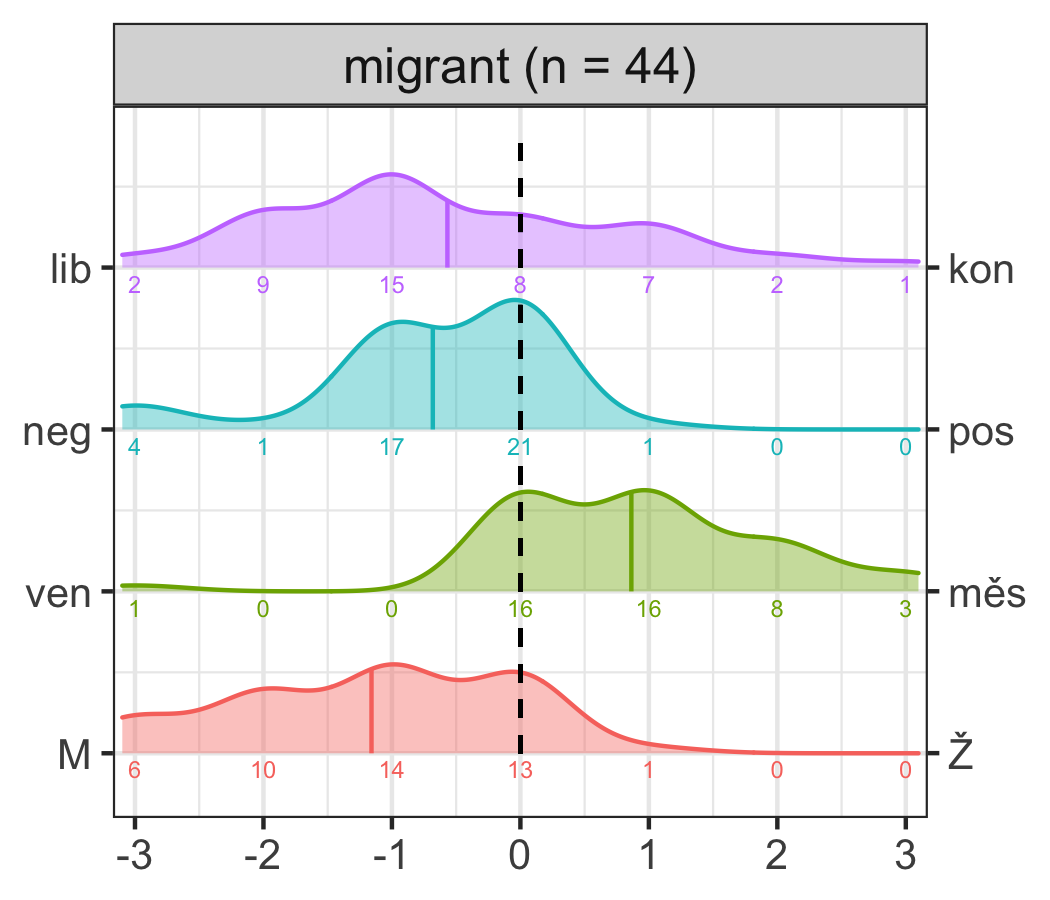 migrant (n = 44)
lib kon
2 9 15 8 7 2 1
neg pos
4 1 17 21 1 0 0
ven měs
1 0 0 16 16 8 3
M Ž
6 10 14 13 1 0 0
-3 -2 -1 0 1 2 3